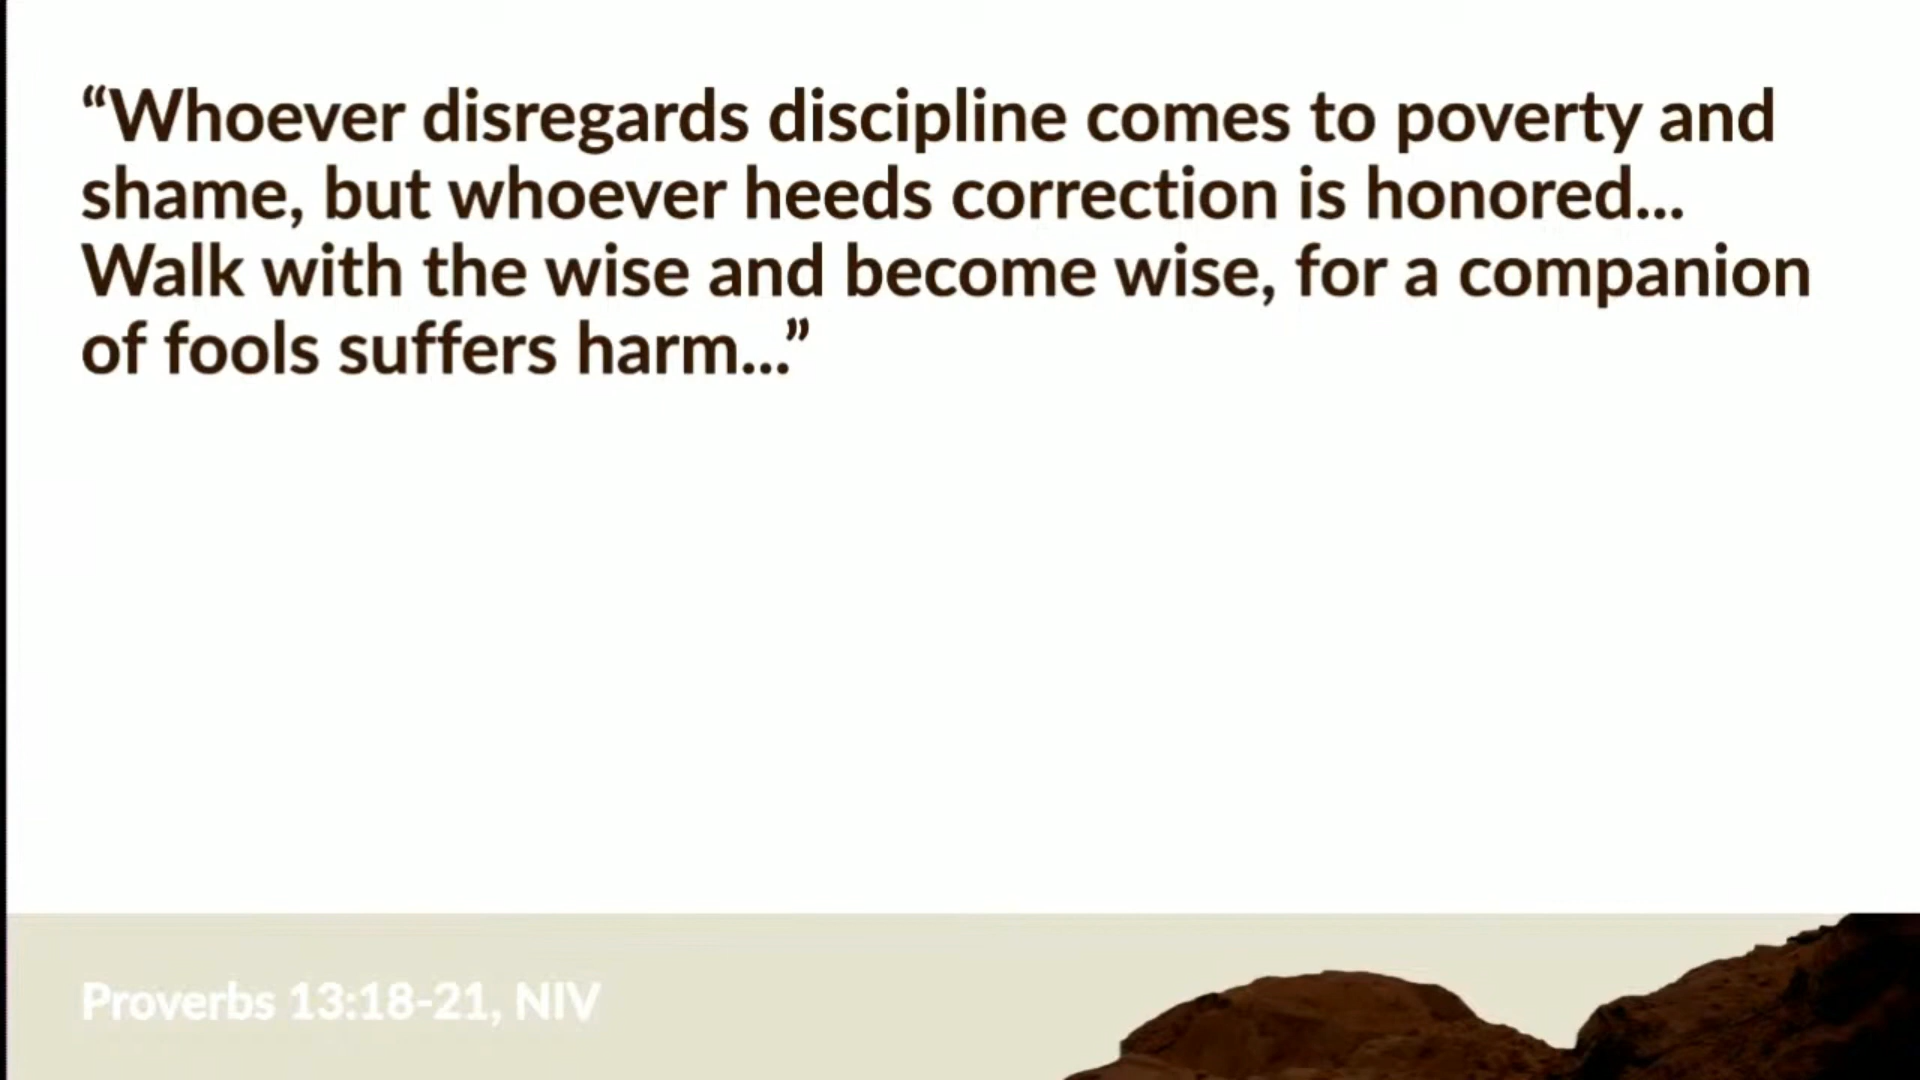 “Whoever disregards discipline comes to poverty and
shame, but whoever heeds correction is honored...
Walk with the wise and become wise, for a companion
of fools suffers harm...”
Proverbs 13:18-21, NIV